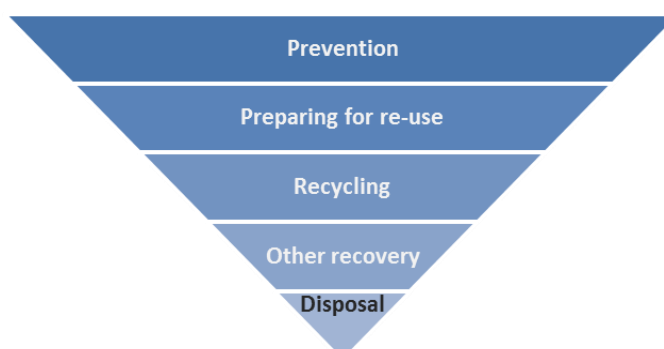 Prevention
Preparing for re-use
Recycling
Other recovery
Disposal